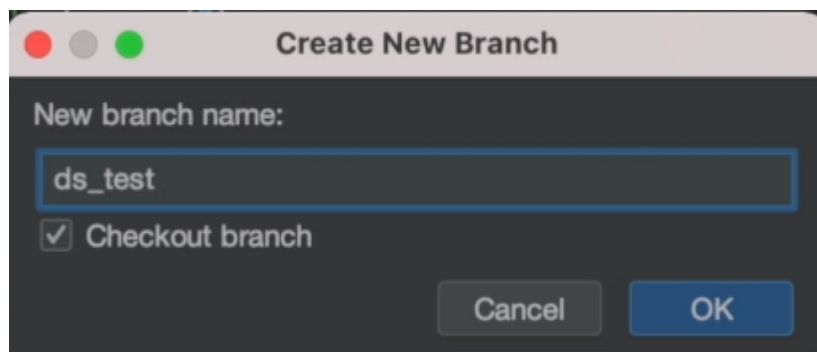 Create New Branch
New branch name:
ds_test
Checkout branch
Cancel OK